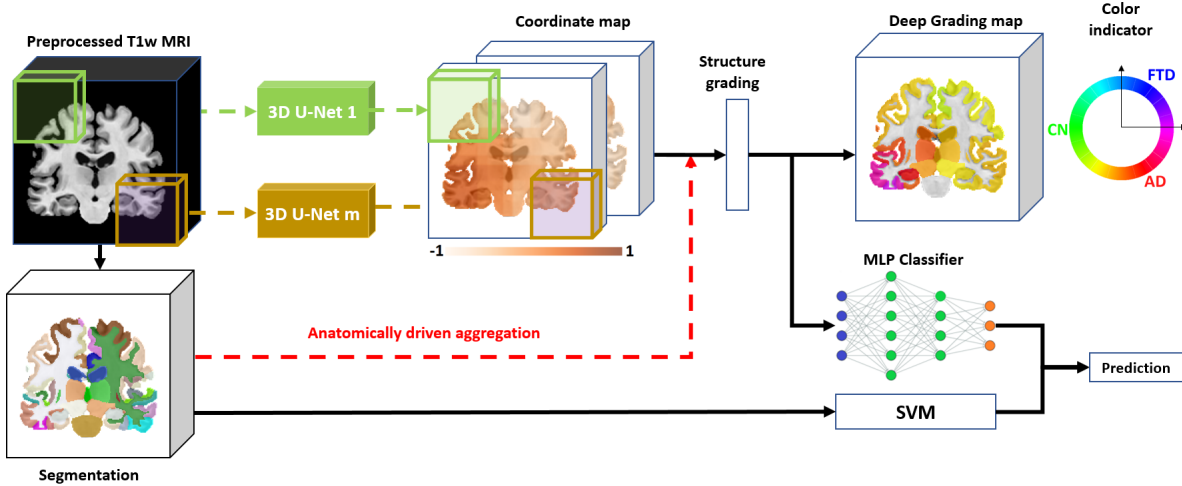 Preprocessed T1w MRI
Coordinate map
Structure
grading
Deep Grading map
Color
indicator
FTD
CN
AD
3D U-Net 1
3D U-Net m
-1
1
MLP Classifier
Anatomically driven aggregation
Prediction
SVM
Segmentation